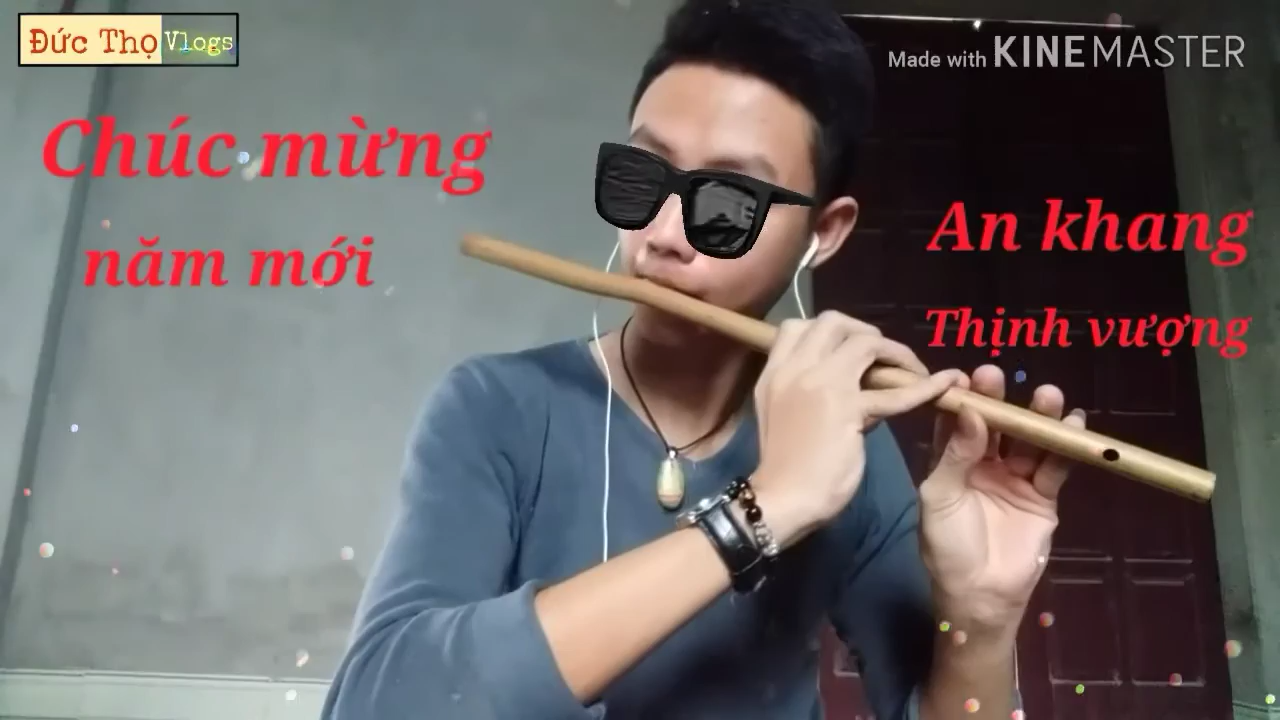 Đức Thọ Vlogs
Made with KINEMASTER
Chúc mừng
năm mới
An khang
Thịnh vượng